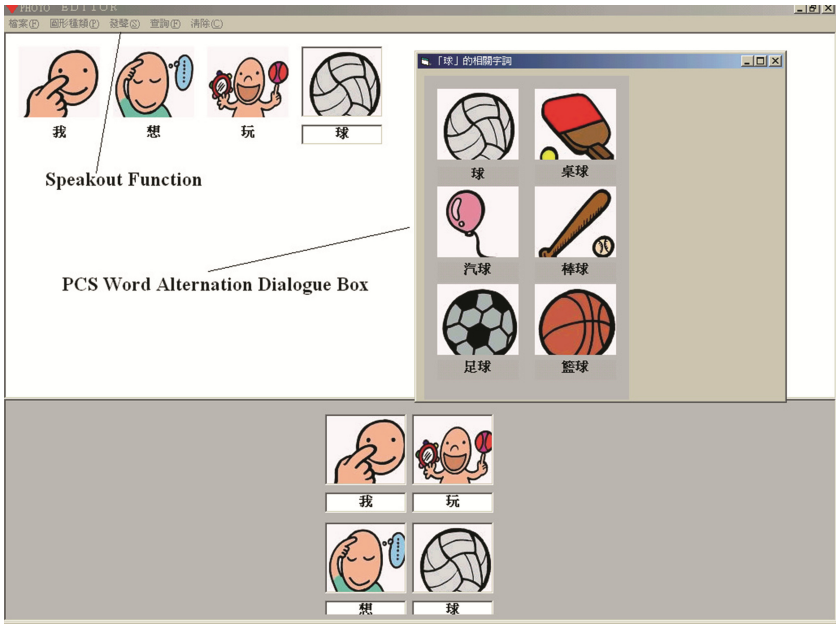 PHOTO EDITOR
檔案(F) 圖形種類(P) 發聲(S) 查詢(F) 清除(C)
我 想 玩 球
Speakout Function
PCS Word Alternation Dialogue Box
「球」的相關字詞
球 桌球
汽球 棒球
足球 籃球
我 玩
想 球